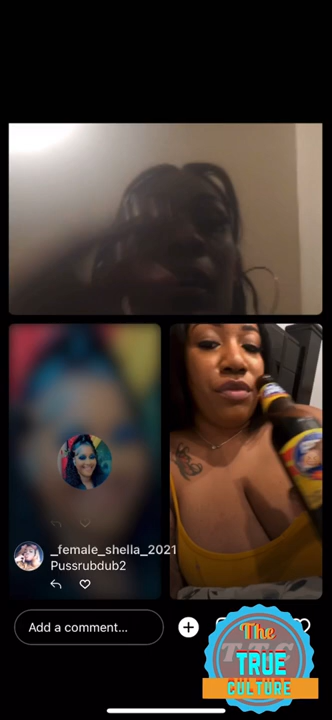 _female_shella_2021
Pussrubdub2
Add a comment...
The
TRUE
CULTURE